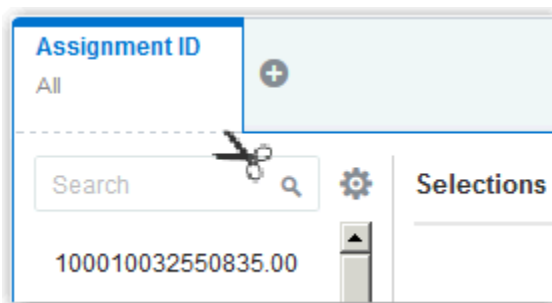 Assignment ID
All
Search
Selections
100010032550835.00